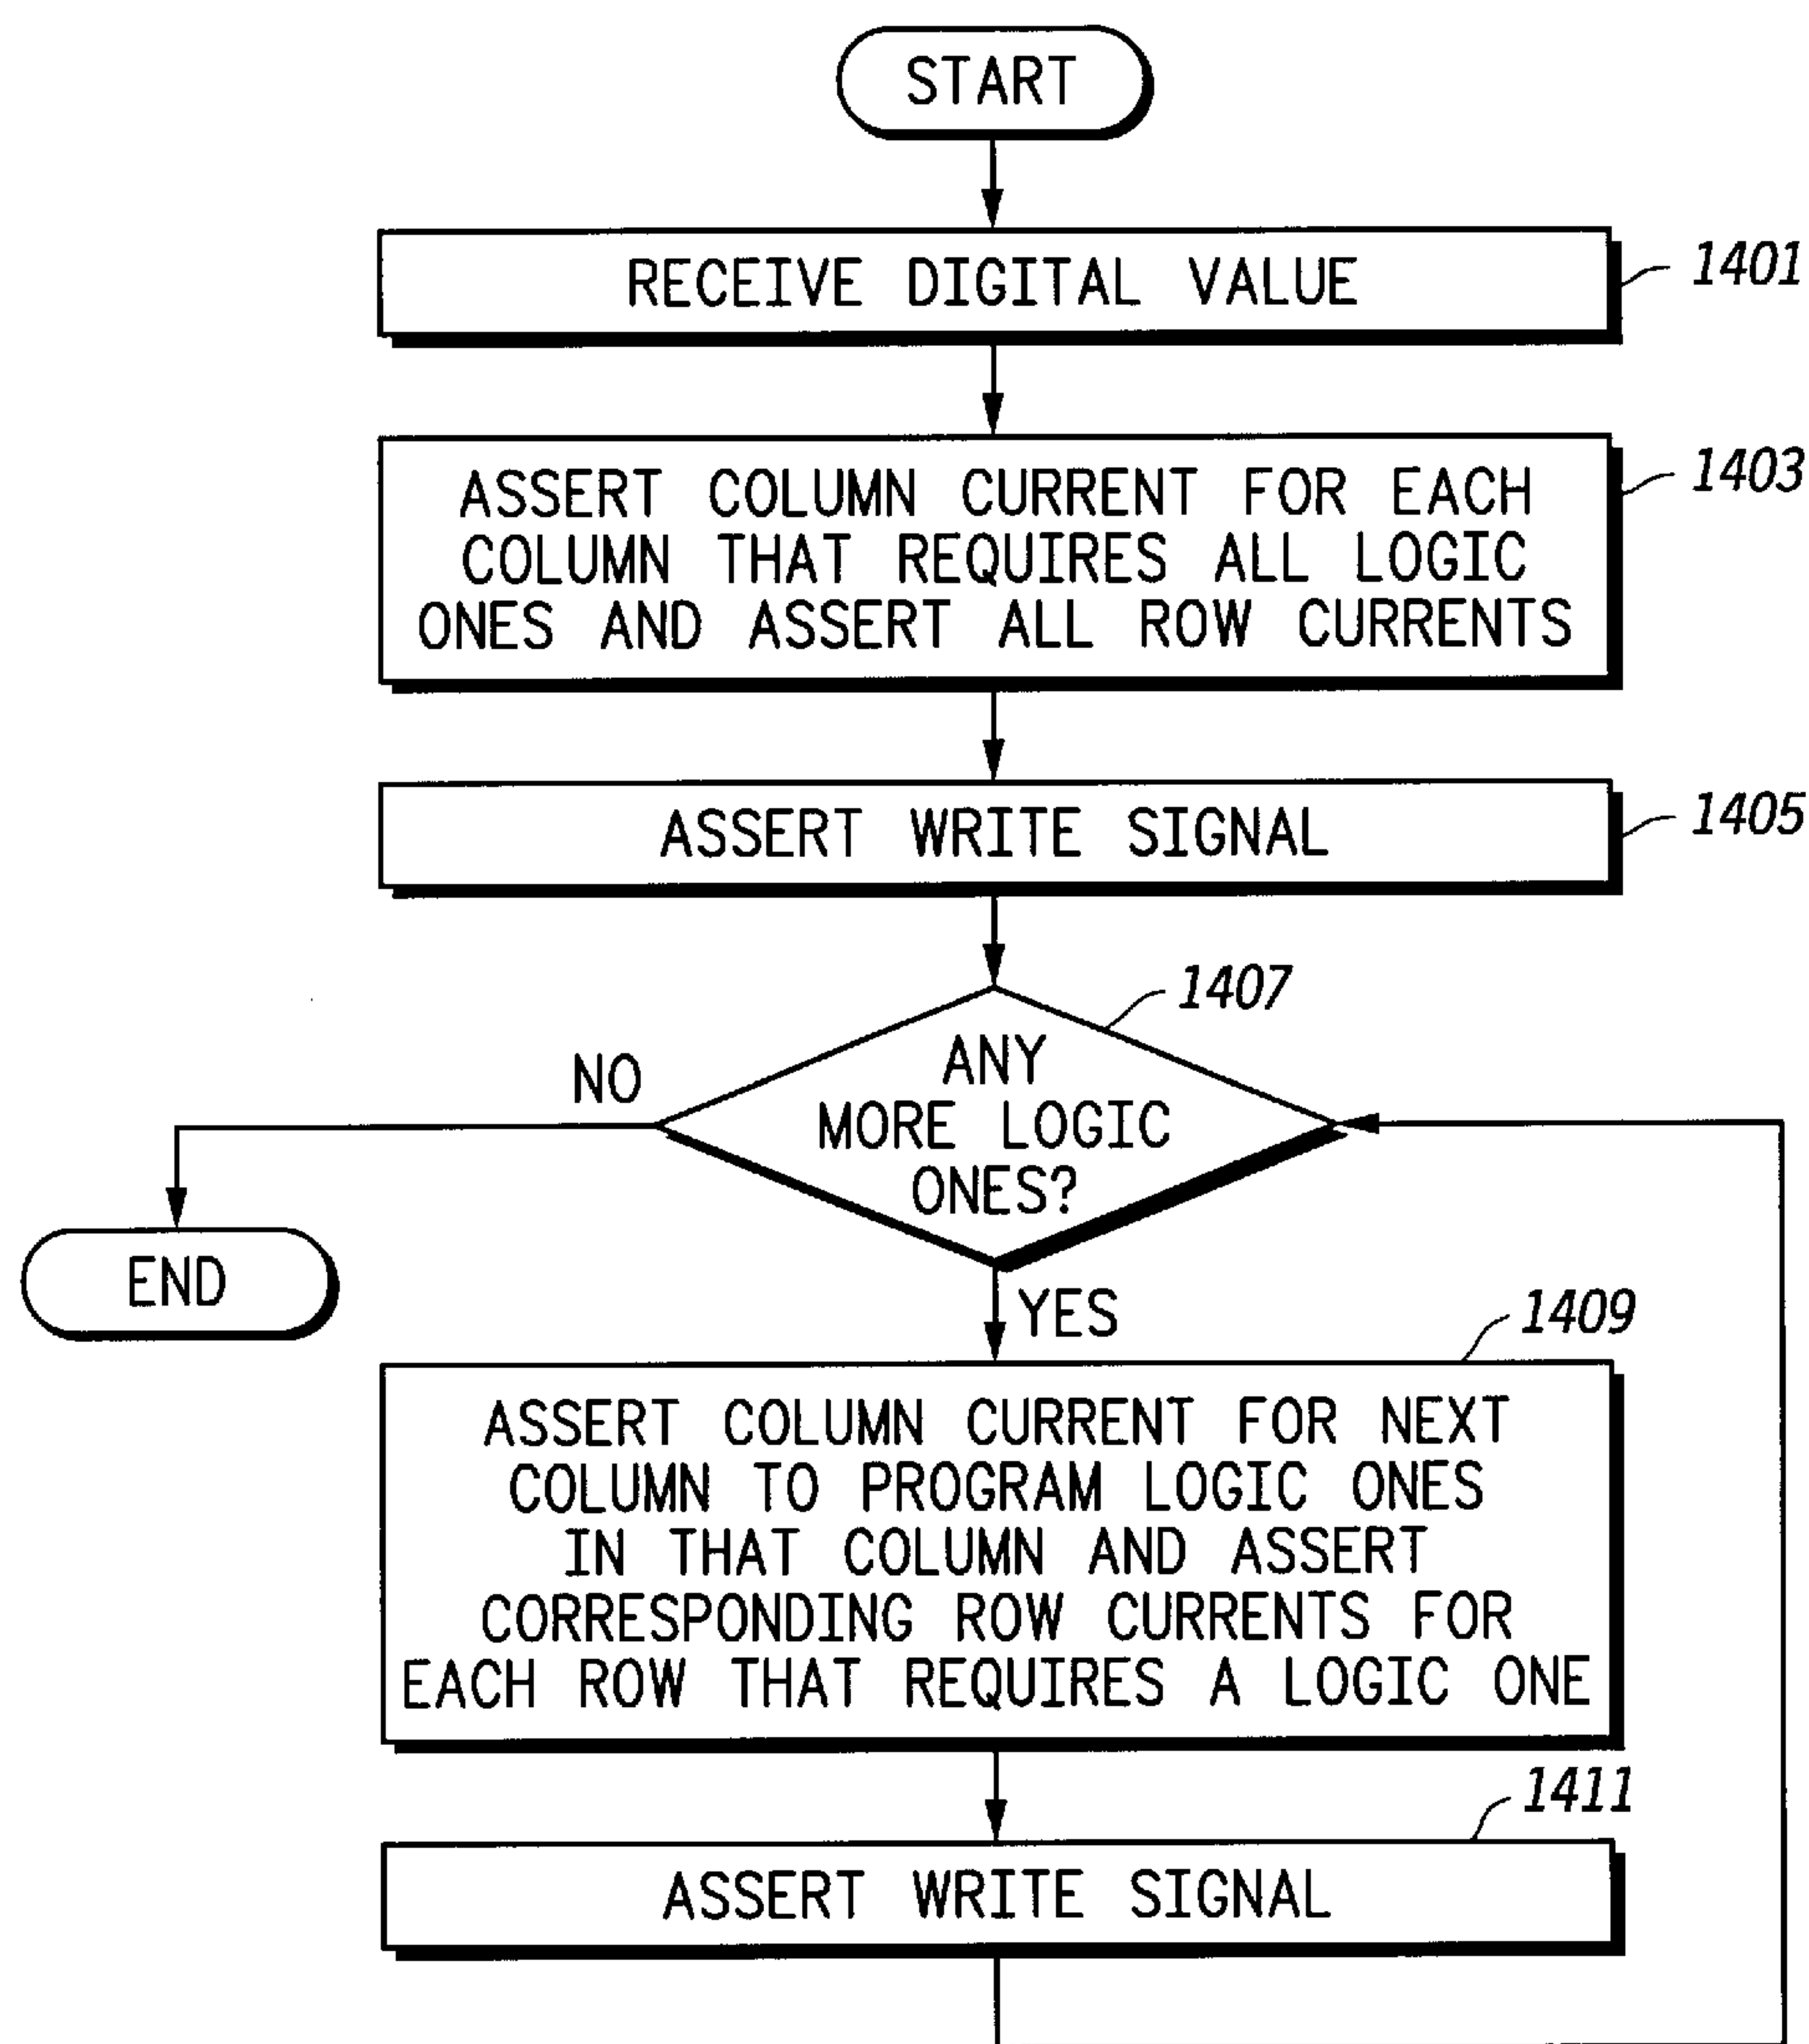 START
RECEIVE DIGITAL VALUE
1401
ASSERT COLUMN CURRENT FOR EACH
COLUMN THAT REQUIRES ALL LOGIC
ONES AND ASSERT ALL ROW CURRENTS
1403
ASSERT WRITE SIGNAL
1405
1407
ANY
MORE LOGIC
ONES?
NO
END
YES
1409
ASSERT COLUMN CURRENT FOR NEXT
COLUMN TO PROGRAM LOGIC ONES
IN THAT COLUMN AND ASSERT
CORRESPONDING ROW CURRENTS FOR
EACH ROW THAT REQUIRES A LOGIC ONE
1411
ASSERT WRITE SIGNAL